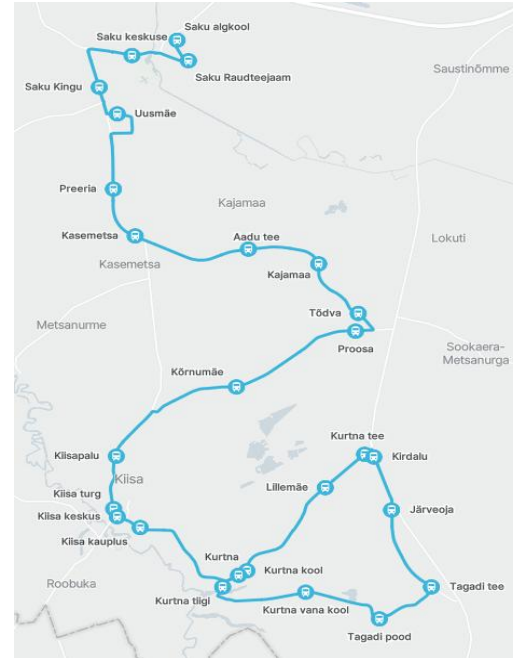 Saku algkool
Saku keskuse
Saku Raudteejaam
Saustinõmme
Saku Kingu
Uusmäe
Preeria
Kajamaa
Kasemetsa
Aadu tee
Lokuti
Kasemetsa
Kajamaa
Tõdva
Metsanurme
Proosa
Sookaera-
Metsanurga
Kõrnumäe
Kurtna tee
Kiisapalu
Kirdalu
Kiisa
Lillemäe
Kiisa turg
Järveoja
Kiisa keskus
Kiisa kauplus
Kurtna
Kurtna kool
Roobuka
Tagadi tee
Kurtna tiigi
Kurtna vana kool
Tagadi pood